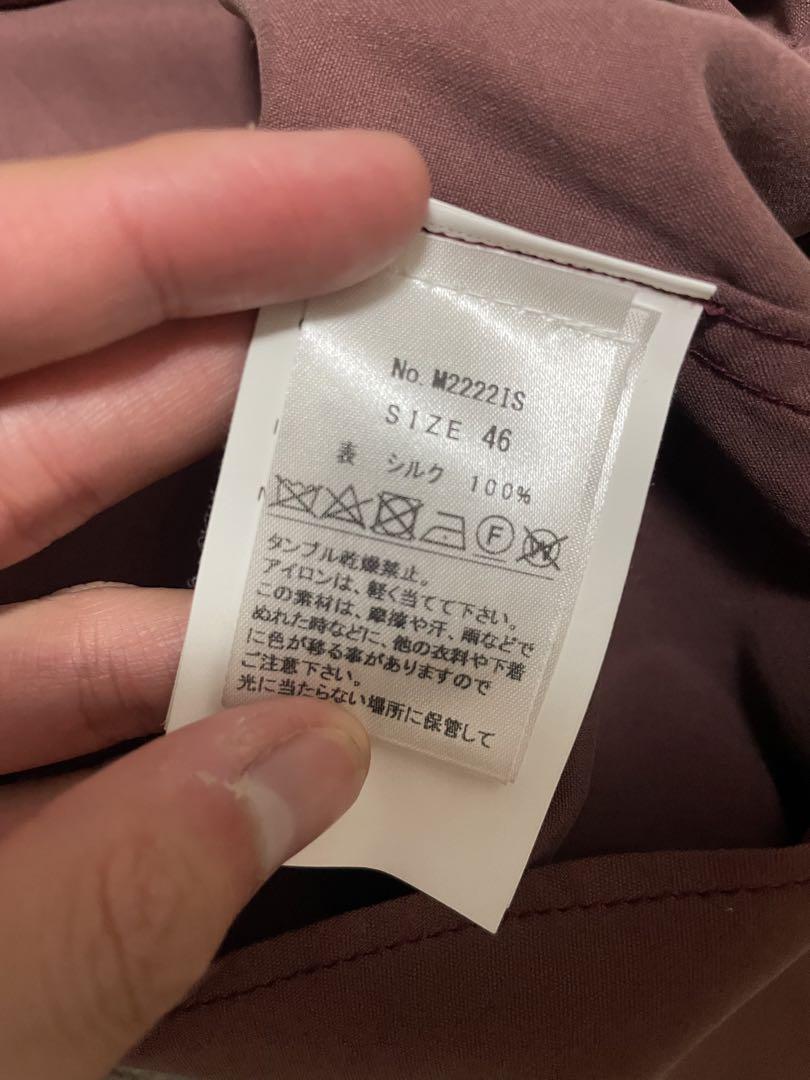 No. M2222IS
SIZE 46
表 シルク 100%
F
W
タンブル乾燥禁止。
アイロンは、軽く当てて下さい。
この素材は、摩擦や汗、雨などで
ぬれた時などに、他の衣料や下着
に色が移る事がありますので
ご注意下さい。
光に当たらない場所に保管して